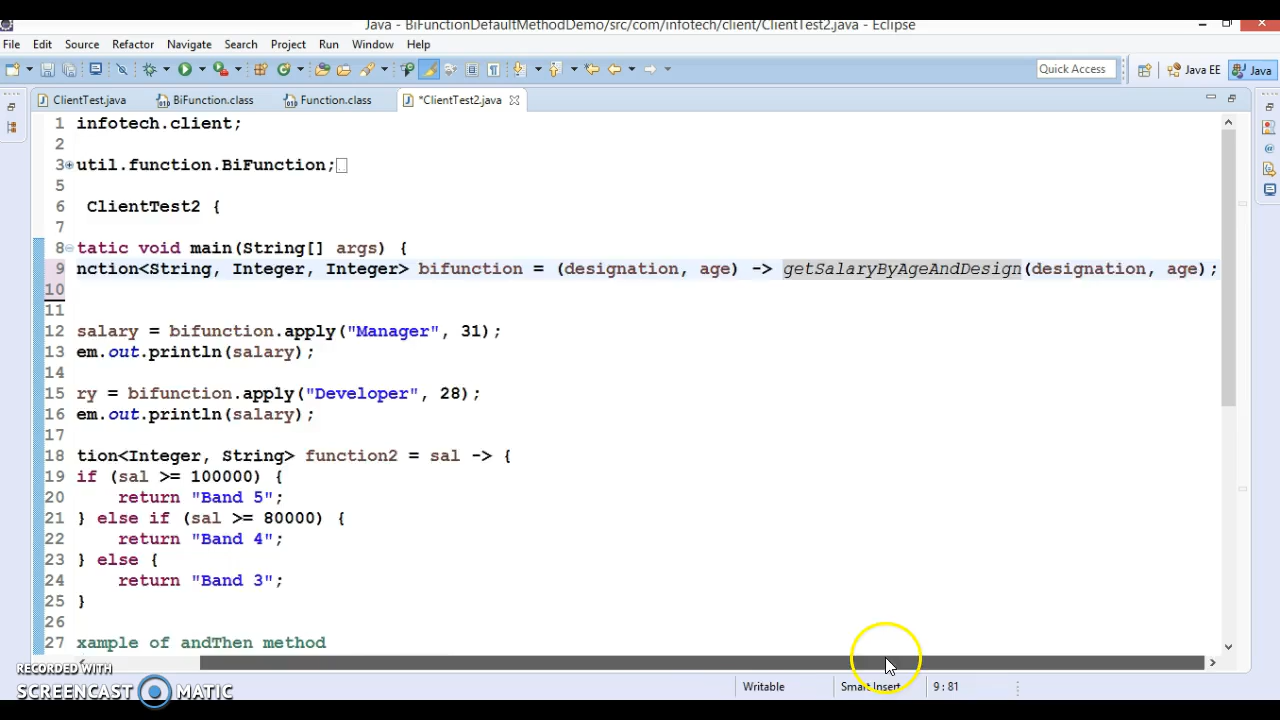 Java - BiFunctionDefaultMethodDemo/src/com/infotech/client/ClientTest2.java - Eclipse
File Edit Source Refactor Navigate Search Project Run Window Help
Quick Access Java EE Java
ClientTest.java BiFunction.class Function.class *ClientTest2.java
1 infotech.client;
2
3 util.function.BiFunction;
5
6 ClientTest2 {
7
8 tatic void main(String[] args) {
9 nction<String, Integer, Integer> bifunction = (designation, age) -> getSalaryByAgeAndDesign(designation, age);
10
11
12 salary = bifunction.apply("Manager", 31);
13 em.out.println(salary);
14
15 ry = bifunction.apply("Developer", 28);
16 em.out.println(salary);
17
18 tion<Integer, String> function2 = sal -> {
19 if (sal >= 100000) {
20 return "Band 5";
21 } else if (sal >= 80000) {
22 return "Band 4";
23 } else {
24 return "Band 3";
25 }
26
27 xample of andThen method
RECORDED WITH
SCREENCAST MATIC
Writable Smart Insert 9 : 81